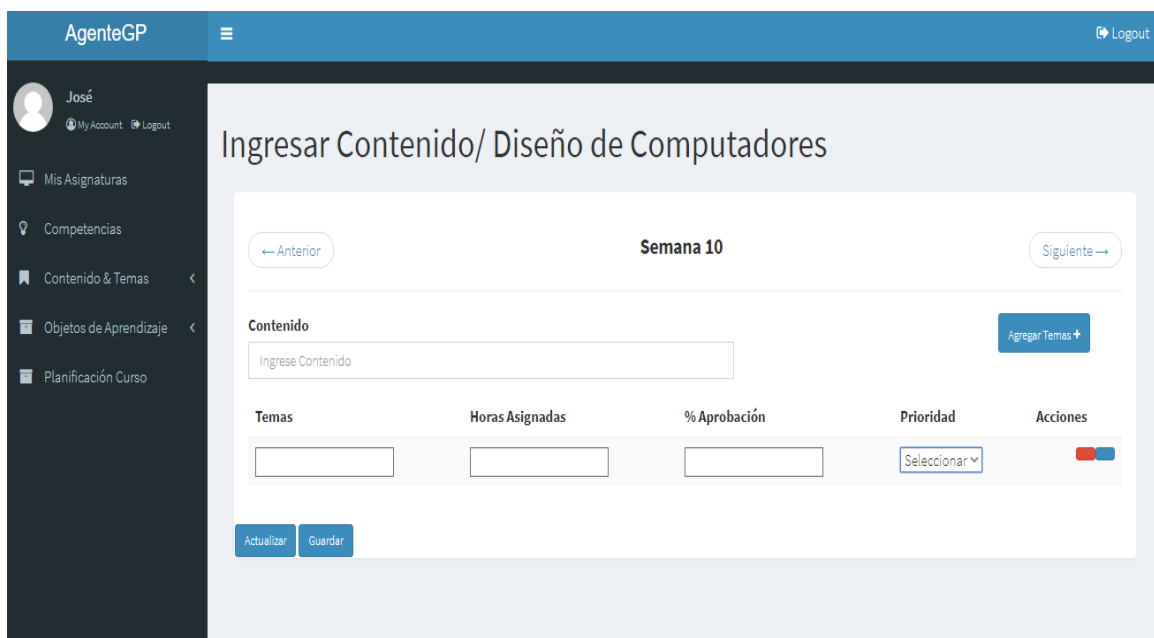 AgenteGP
Logout
José
My Account Logout
Mis Asignaturas
Competencias
Contenido & Temas
Objetos de Aprendizaje
Planificación Curso
Ingresar Contenido/ Diseño de Computadores
← Anterior
Semana 10
Siguiente →
Contenido
Agregar Temas +
Ingrese Contenido
Temas Horas Asignadas % Aprobación Prioridad Acciones
Seleccionar
Actualizar Guardar